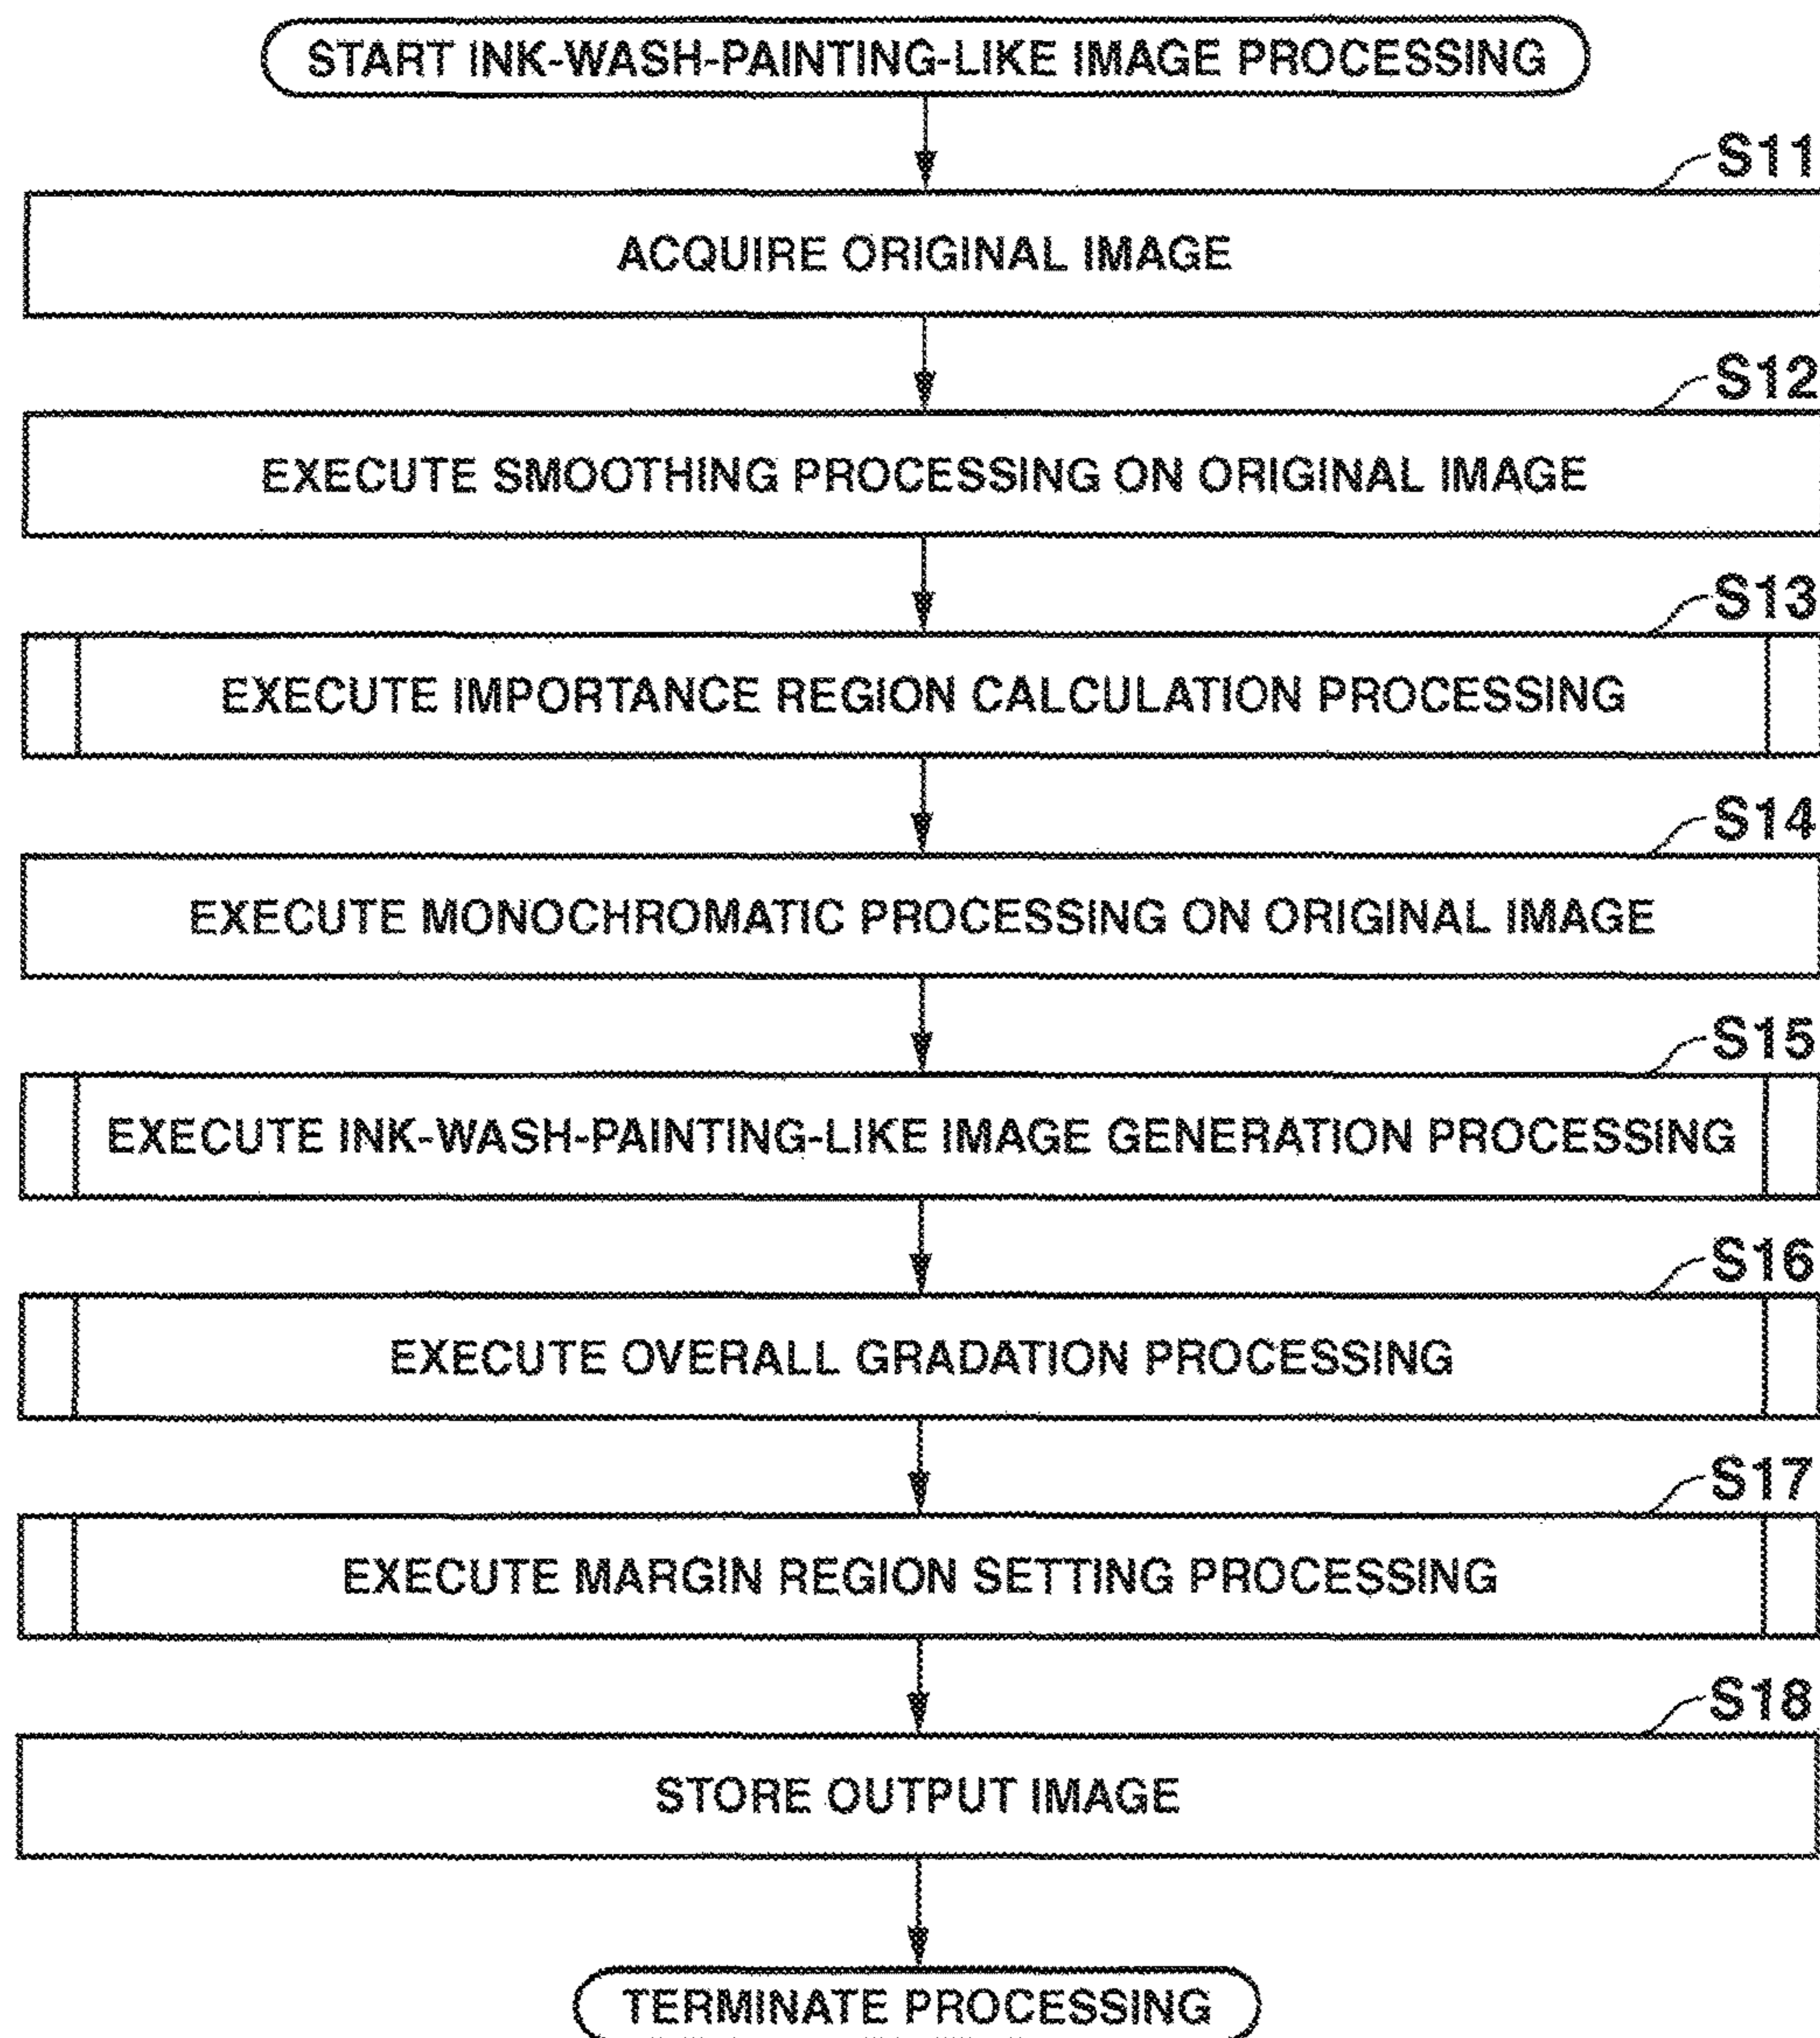 START INK-WASH-PAINTING-LIKE IMAGE PROCESSING
S11
ACQUIRE ORIGINAL IMAGE
S12
EXECUTE SMOOTHING PROCESSING ON ORIGINAL IMAGE
S13
EXECUTE IMPORTANCE REGION CALCULATION PROCESSING
S14
EXECUTE MONOCHROMATIC PROCESSING ON ORIGINAL IMAGE
S15
EXECUTE INK-WASH-PAINTING-LIKE IMAGE GENERATION PROCESSING
S16
EXECUTE OVERALL GRADATION PROCESSING
S17
EXECUTE MARGIN REGION SETTING PROCESSING
S18
STORE OUTPUT IMAGE
TERMINATE PROCESSING